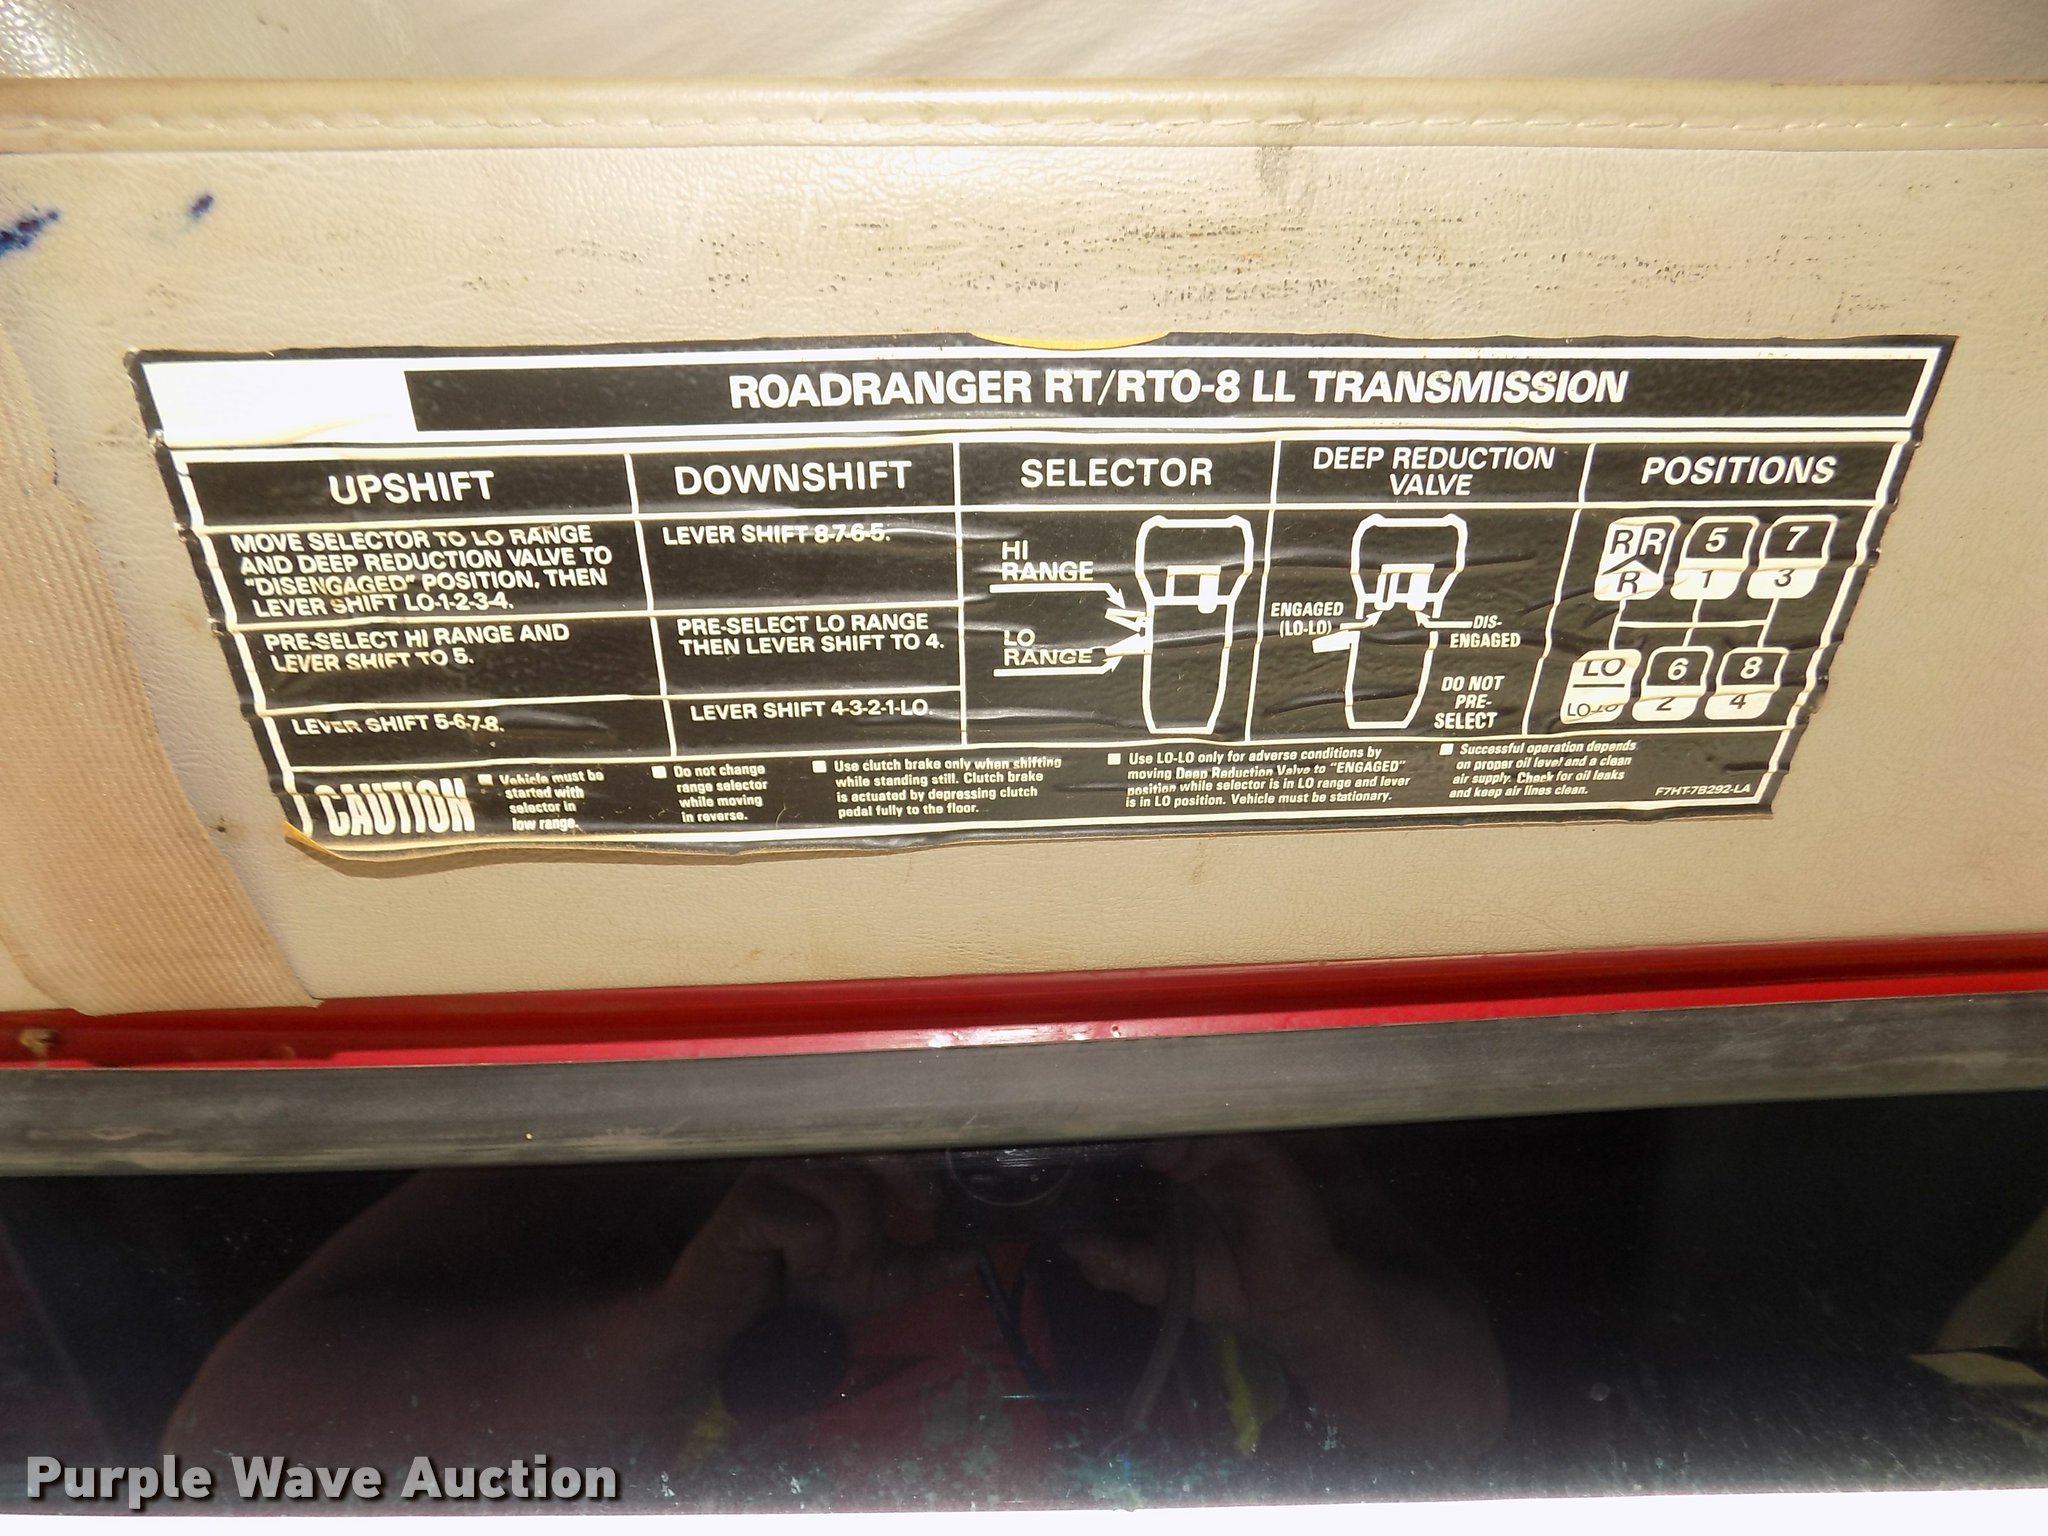 ROADRANGER RT/RTO-8 LL TRANSMISSION
UPSHIFT
MOVE SELECTOR TO LO RANGE
AND DEEP REDUCTION VALVE TO
"DISENGAGED" POSITION, THEN
LEVER SHIFT LO-1-2-3-4.
PRE-SELECT HI RANGE AND
LEVER SHIFT TO 5.
LEVER SHIFT 5-6-7-8.
DOWNSHIFT
LEVER SHIFT 8-7-6-5.
PRE-SELECT LO RANGE
THEN LEVER SHIFT TO 4.
LEVER SHIFT 4-3-2-1-LO.
SELECTOR
HI
RANGE
LO
RANGE
DEEP REDUCTION
VALVE
ENGAGED
(LO-LO)
DIS-
ENGAGED
DO NOT
PRE-
SELECT
POSITIONS
R R 5 7
R 1 3
LO 6 8
LO-LO 2 4
CAUTION
Vehicle must be
started with
selector in
low range.
Do not change
range selector
while moving
in reverse.
Use clutch brake only when shifting
while standing still. Clutch brake
is actuated by depressing clutch
pedal fully to the floor.
Use LO-LO only for adverse conditions by
moving Deep Reduction Valve to "ENGAGED"
position while selector is in LO range and lever
is in LO position. Vehicle must be stationary.
Successful operation depends
on proper oil level and a clean
air supply. Check for oil leaks
and keep air lines clean.
F7HT-7B292-LA
Purple Wave Auction